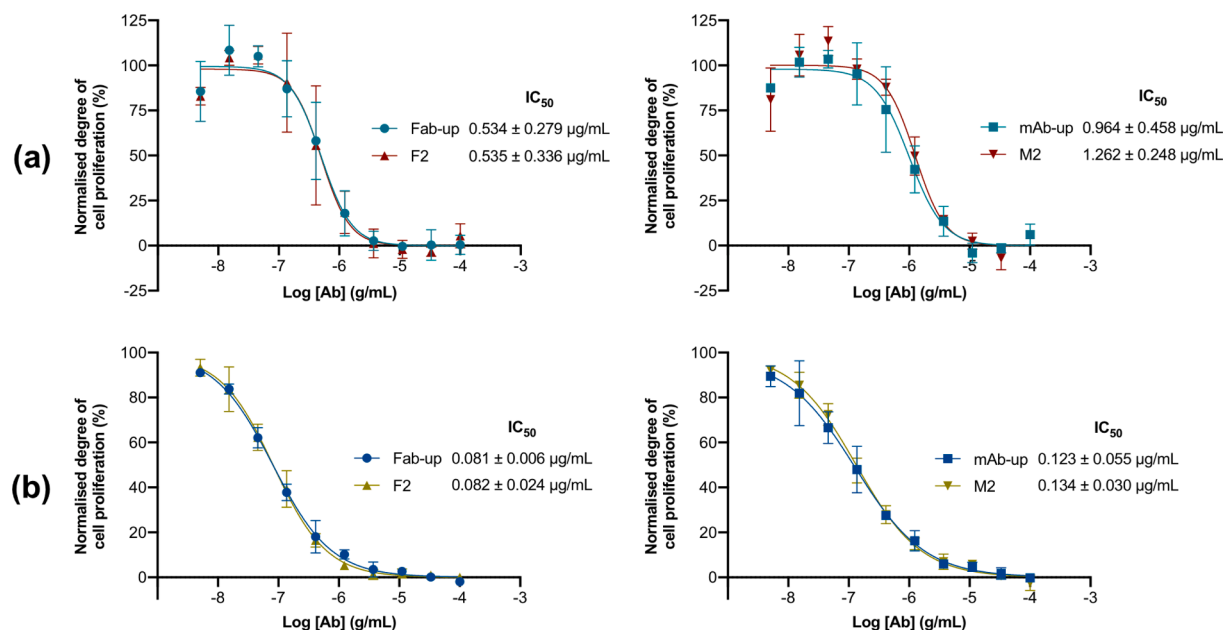 (a)
Normalised degree of
cell proliferation (%)
125
100
75
50
25
0
-25
-8
-7
-6
-5
-4
-3
Log [Ab] (g/mL)
IC50
Fab-up 0.534 ± 0.279 µg/mL
F2 0.535 ± 0.336 µg/mL
Normalised degree of
cell proliferation (%)
125
100
75
50
25
0
-25
-8
-7
-6
-5
-4
-3
Log [Ab] (g/mL)
IC50
mAb-up 0.964 ± 0.458 µg/mL
M2 1.262 ± 0.248 µg/mL
(b)
Normalised degree of
cell proliferation (%)
100
80
60
40
20
0
-8
-7
-6
-5
-4
-3
Log [Ab] (g/mL)
IC50
Fab-up 0.081 ± 0.006 µg/mL
F2 0.082 ± 0.024 µg/mL
Normalised degree of
cell proliferation (%)
100
80
60
40
20
0
-8
-7
-6
-5
-4
-3
Log [Ab] (g/mL)
IC50
mAb-up 0.123 ± 0.055 µg/mL
M2 0.134 ± 0.030 µg/mL